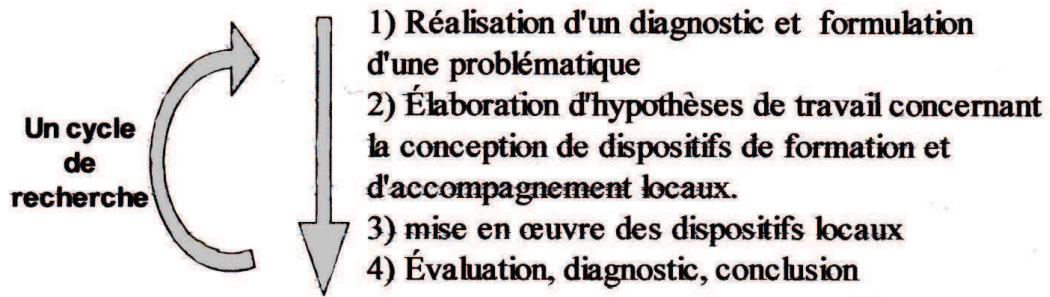 Un cycle
de
recherche
1) Réalisation d'un diagnostic et formulation
d'une problématique
2) Élaboration d'hypothèses de travail concernant
la conception de dispositifs de formation et
d'accompagnement locaux.
3) mise en œuvre des dispositifs locaux
4) Évaluation, diagnostic, conclusion